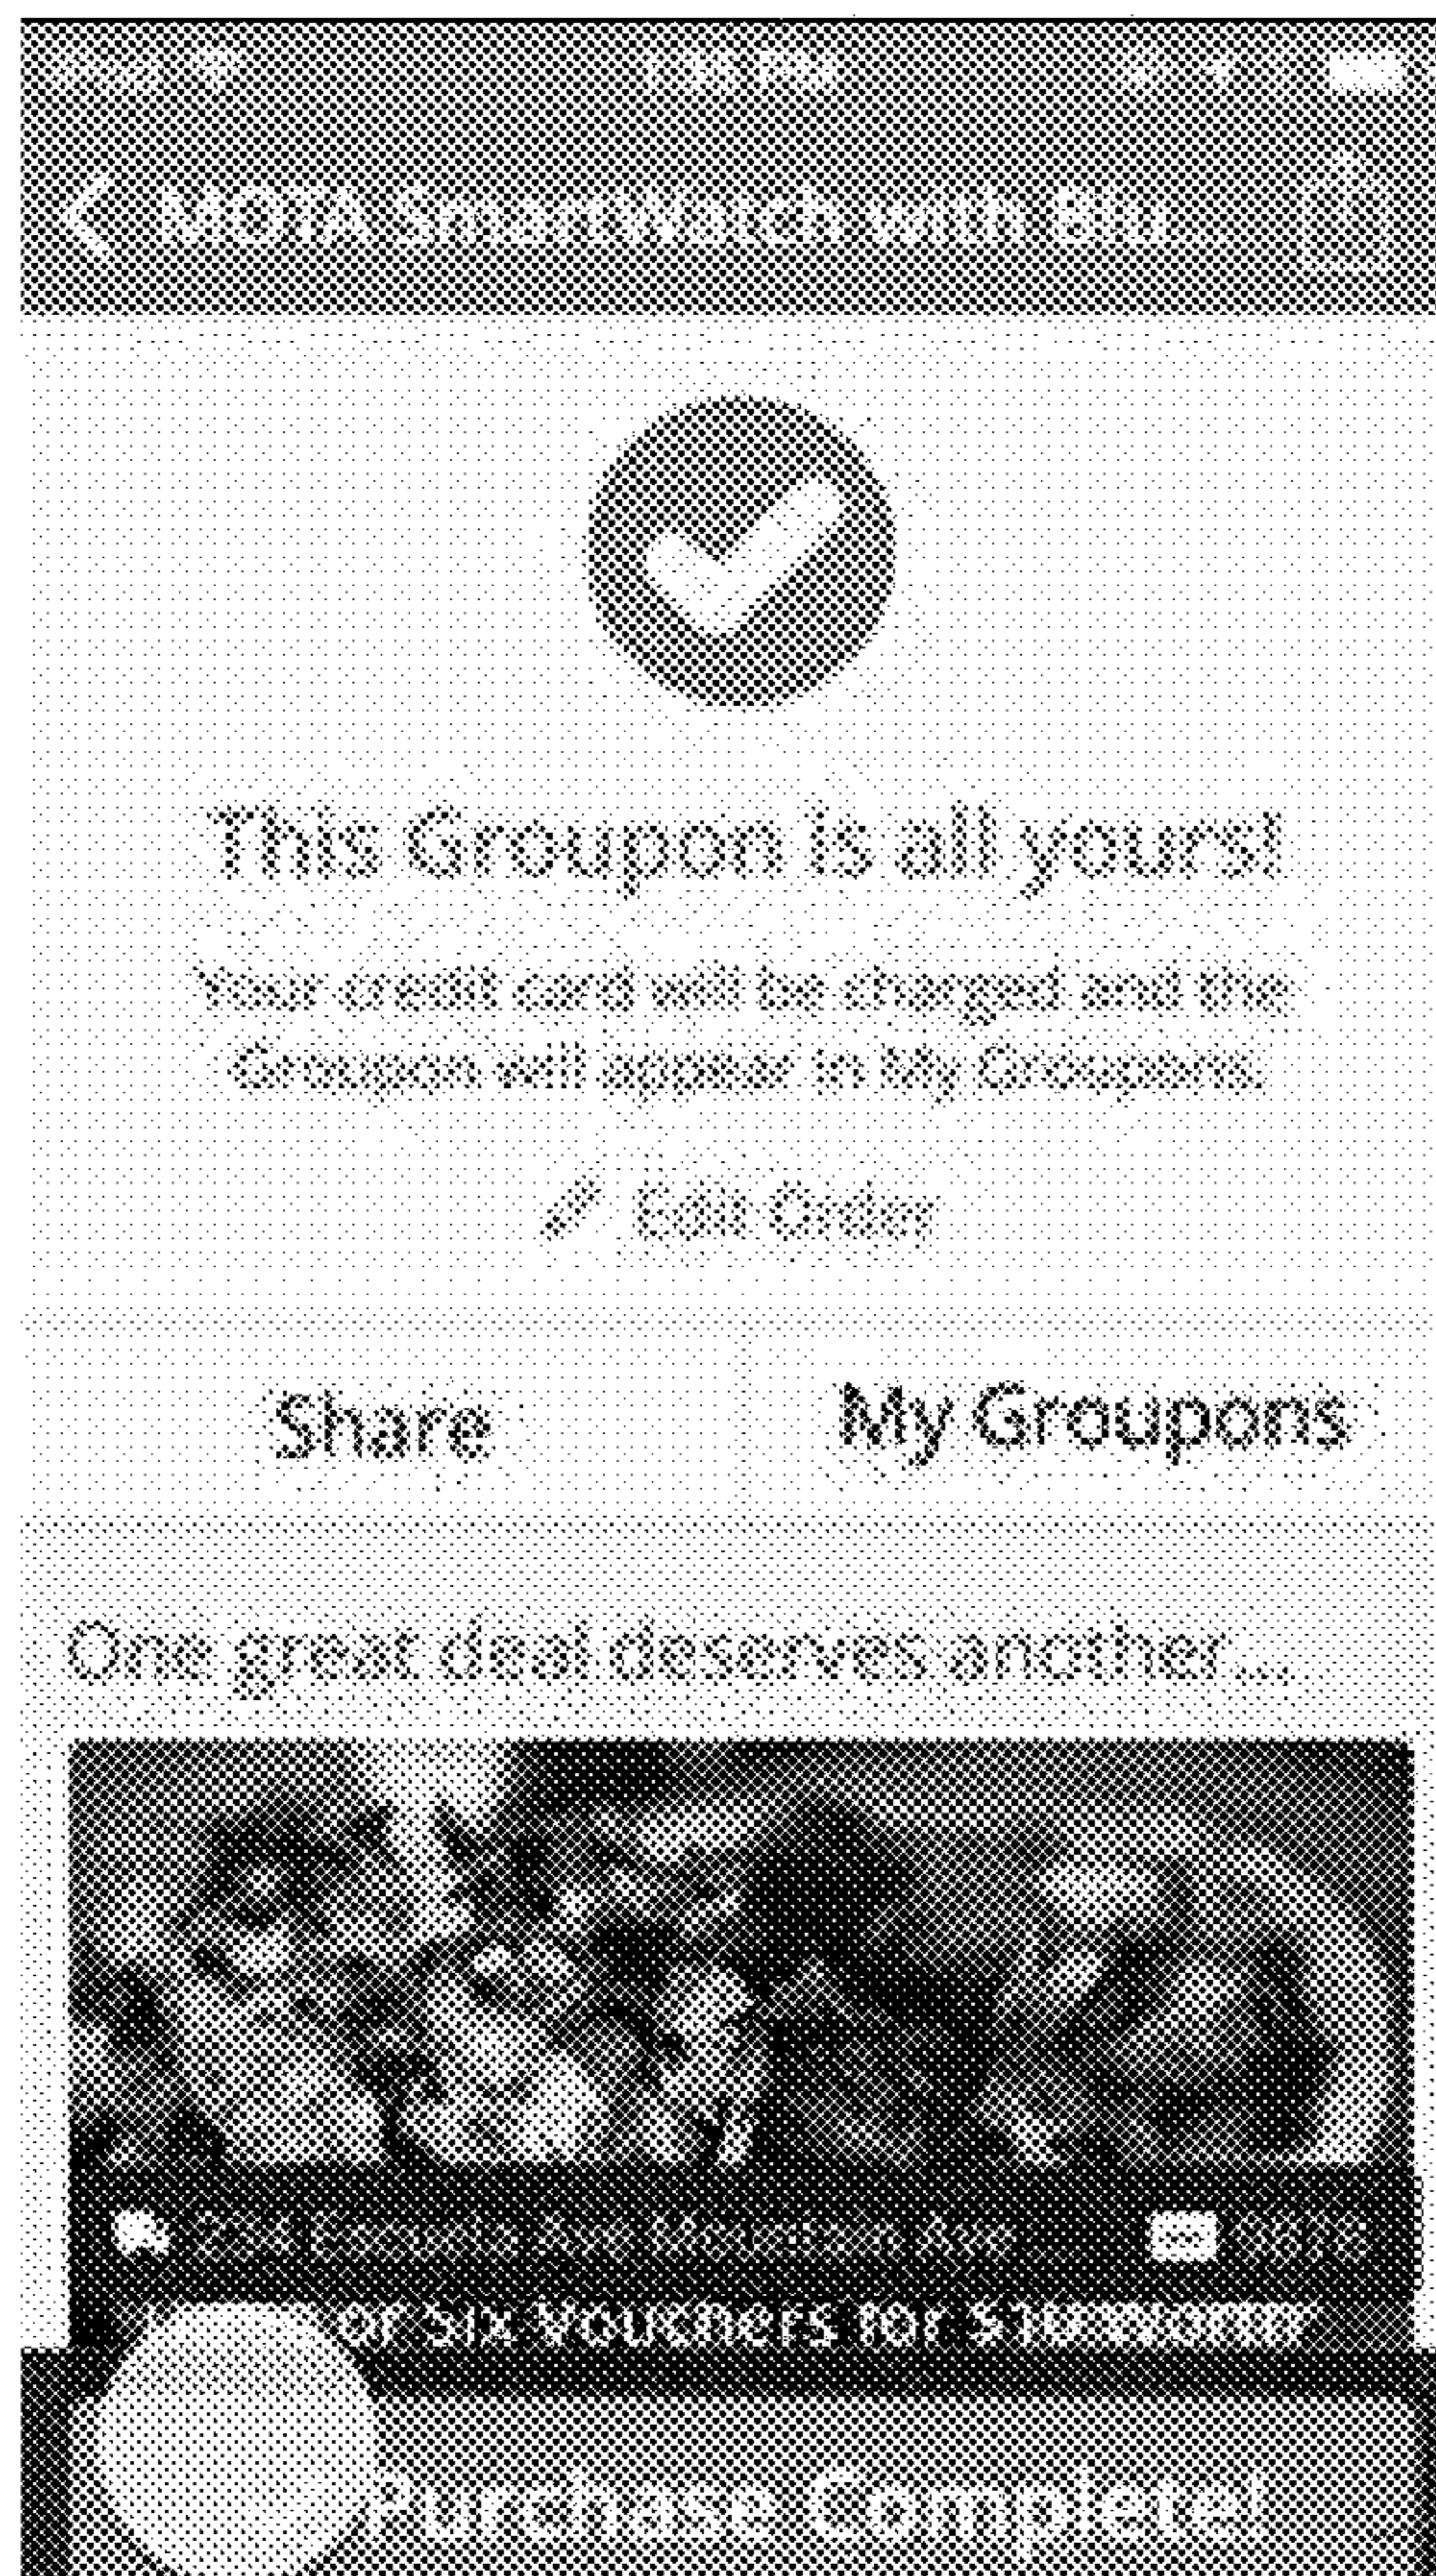 PM
MOTA SmartWatch with Blu...
This Groupon is all yours!
Your credit card will be charged and the
Groupon will appear in My Groupons.
Edit Order
Share
My Groupons
One great deal deserves another...
or Six Vouchers for
Purchase Complete!